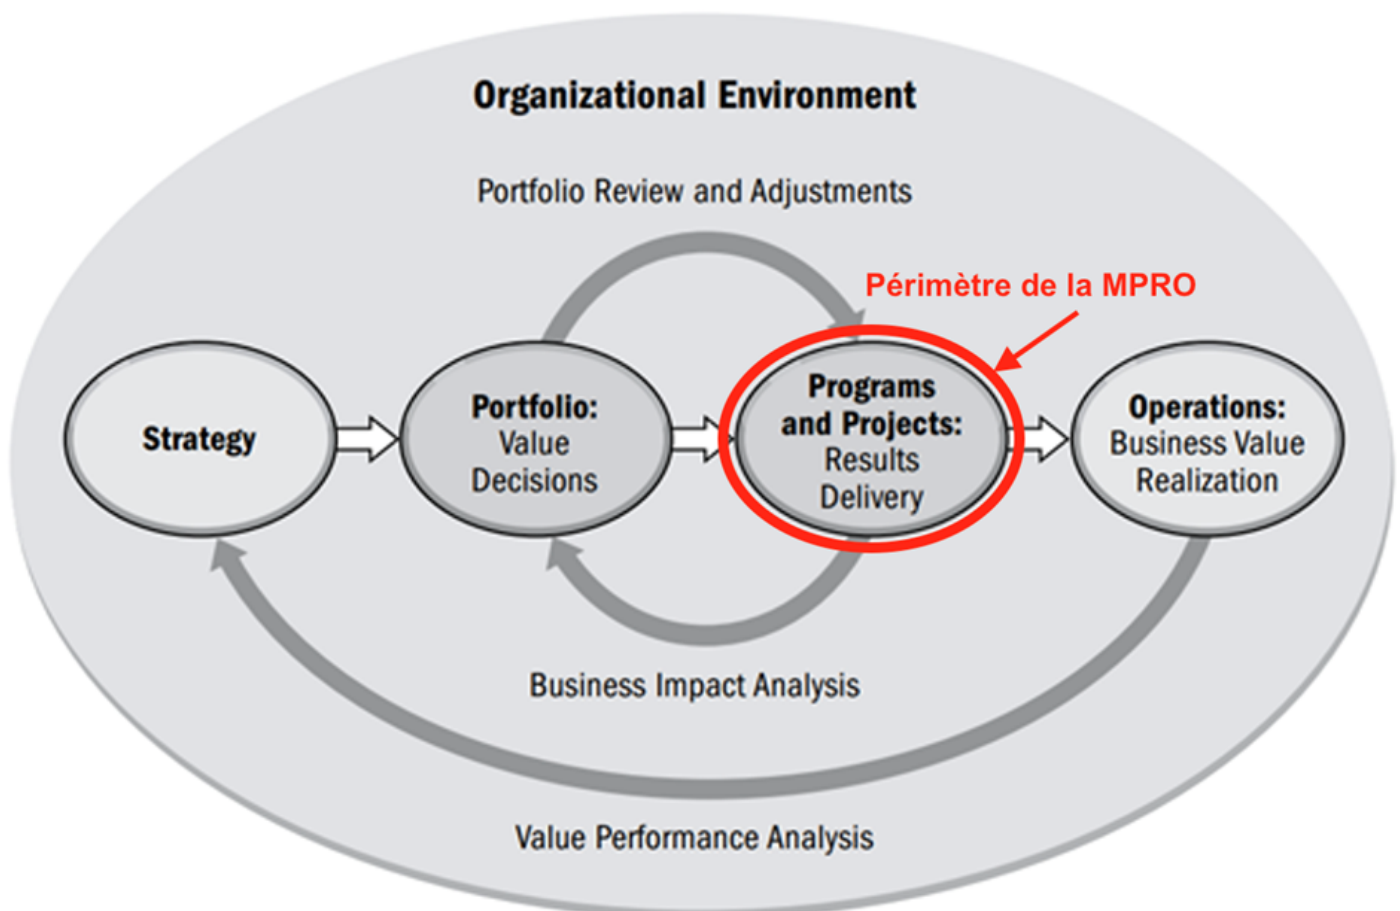 Organizational Environment
Portfolio Review and Adjustments
Périmètre de la MPRO
Strategy
Portfolio:
Value
Decisions
Programs
and Projects:
Results
Delivery
Operations:
Business Value
Realization
Business Impact Analysis
Value Performance Analysis